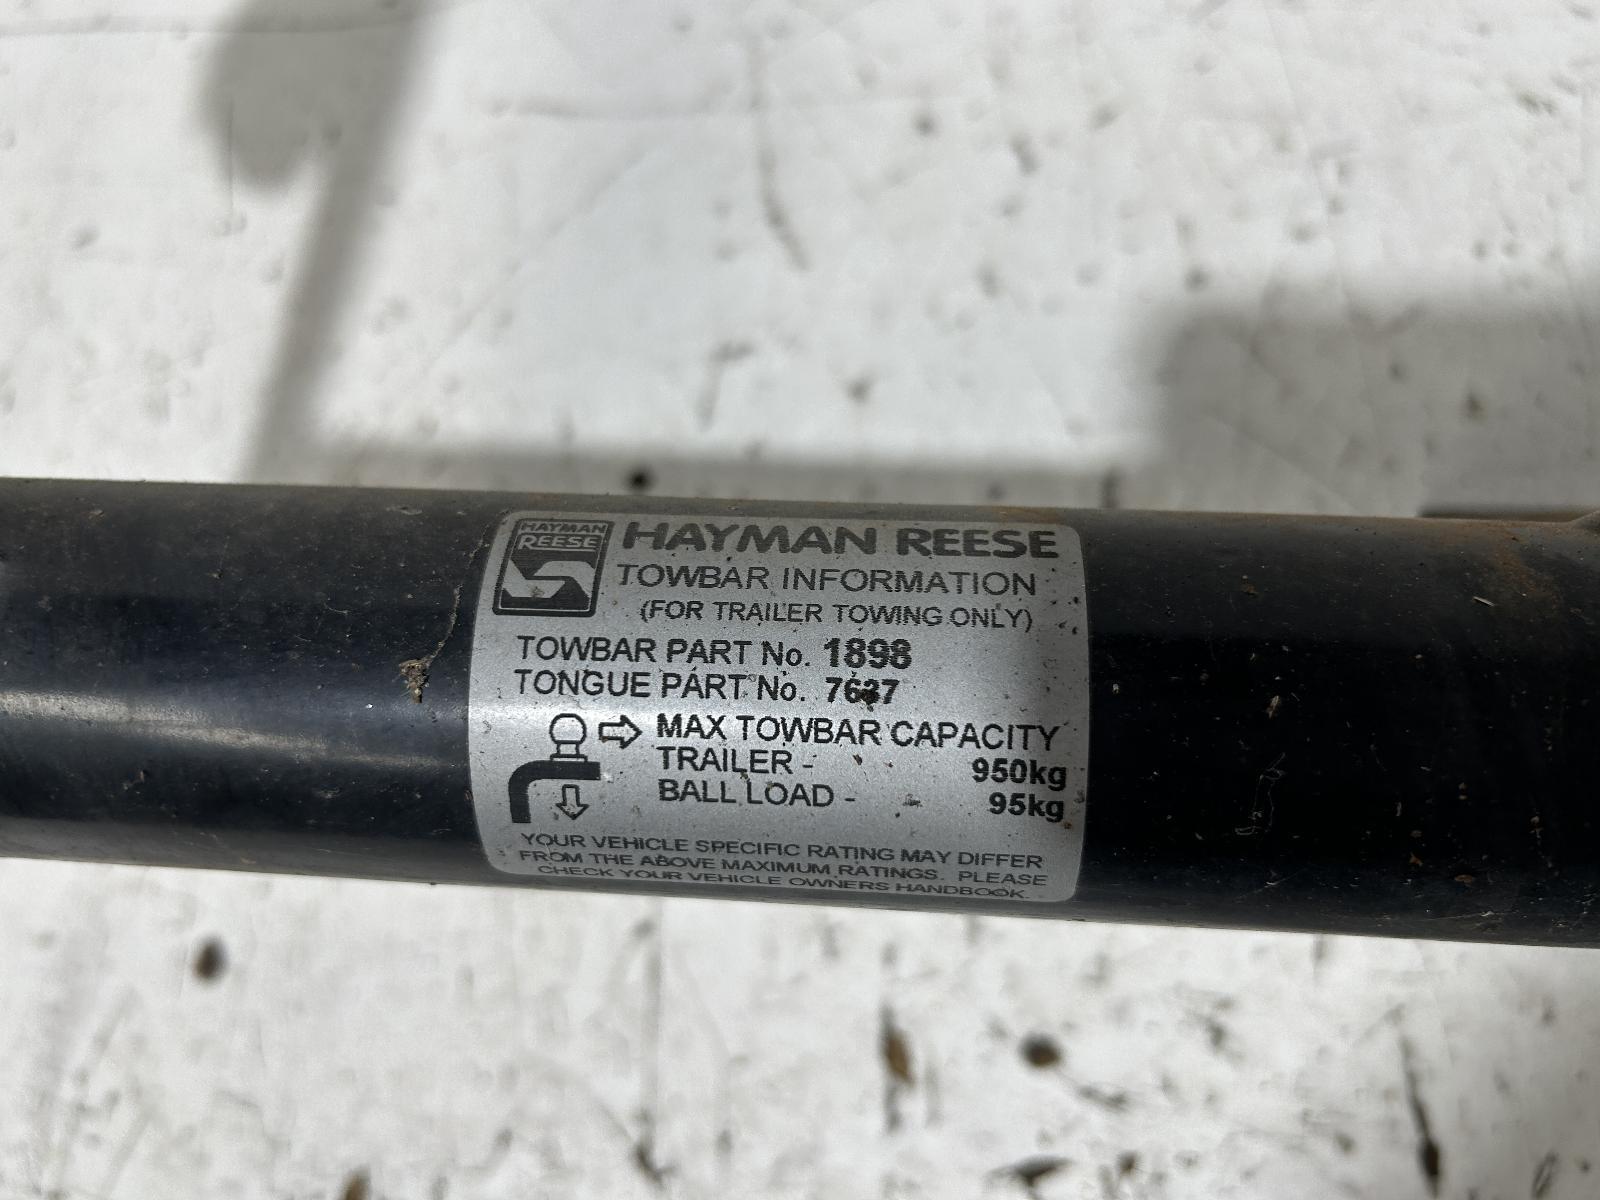 HAYMAN
REESE
HAYMAN REESE
TOWBAR INFORMATION
(FOR TRAILER TOWING ONLY)
TOWBAR PART No. 1898
TONGUE PART No.
MAX TOWBAR CAPACITY
TRAILER - 950kg
BALL LOAD - 95kg
YOUR VEHICLE SPECIFIC RATING MAY DIFFER
FROM THE ABOVE MAXIMUM RATINGS. PLEASE
CHECK YOUR VEHICLE OWNERS HANDBOOK.